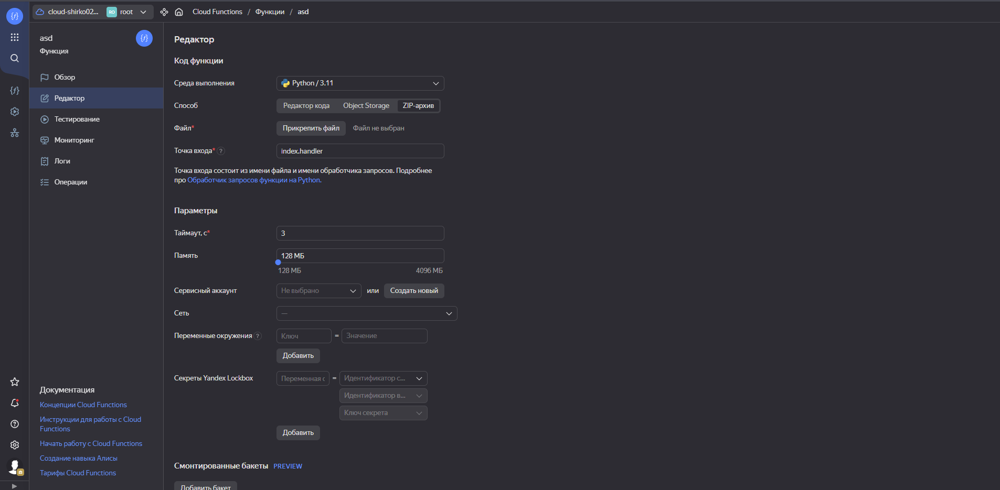 cloud-shirko02...
RO
root
Cloud Functions / Функции / asd
asd
Функция
Обзор
Редактор
Тестирование
Мониторинг
Логи
Операции
Документация
Концепции Cloud Functions
Инструкции для работы с Cloud
Functions
Начать работу с Cloud Functions
Создание навыка Алисы
Тарифы Cloud Functions
Редактор
Код функции
Среда выполнения
Python / 3.11
Способ
Редактор кода
Object Storage
ZIP-архив
Файл*
Прикрепить файл
Файл не выбран
Точка входа* ?
index.handler
Точка входа состоит из имени файла и имени обработчика запросов. Подробнее
про Обработчик запросов функции на Python.
Параметры
Таймаут, с*
3
Память
128 МБ
128 МБ
4096 МБ
Сервисный аккаунт
Не выбрано
или
Создать новый
Сеть
—
Переменные окружения ?
Ключ
=
Значение
Добавить
Секреты Yandex Lockbox
Переменная с
=
Идентификатор с...
Идентификатор в...
Ключ секрета
Добавить
Смонтированные бакеты PREVIEW
Добавить бакет